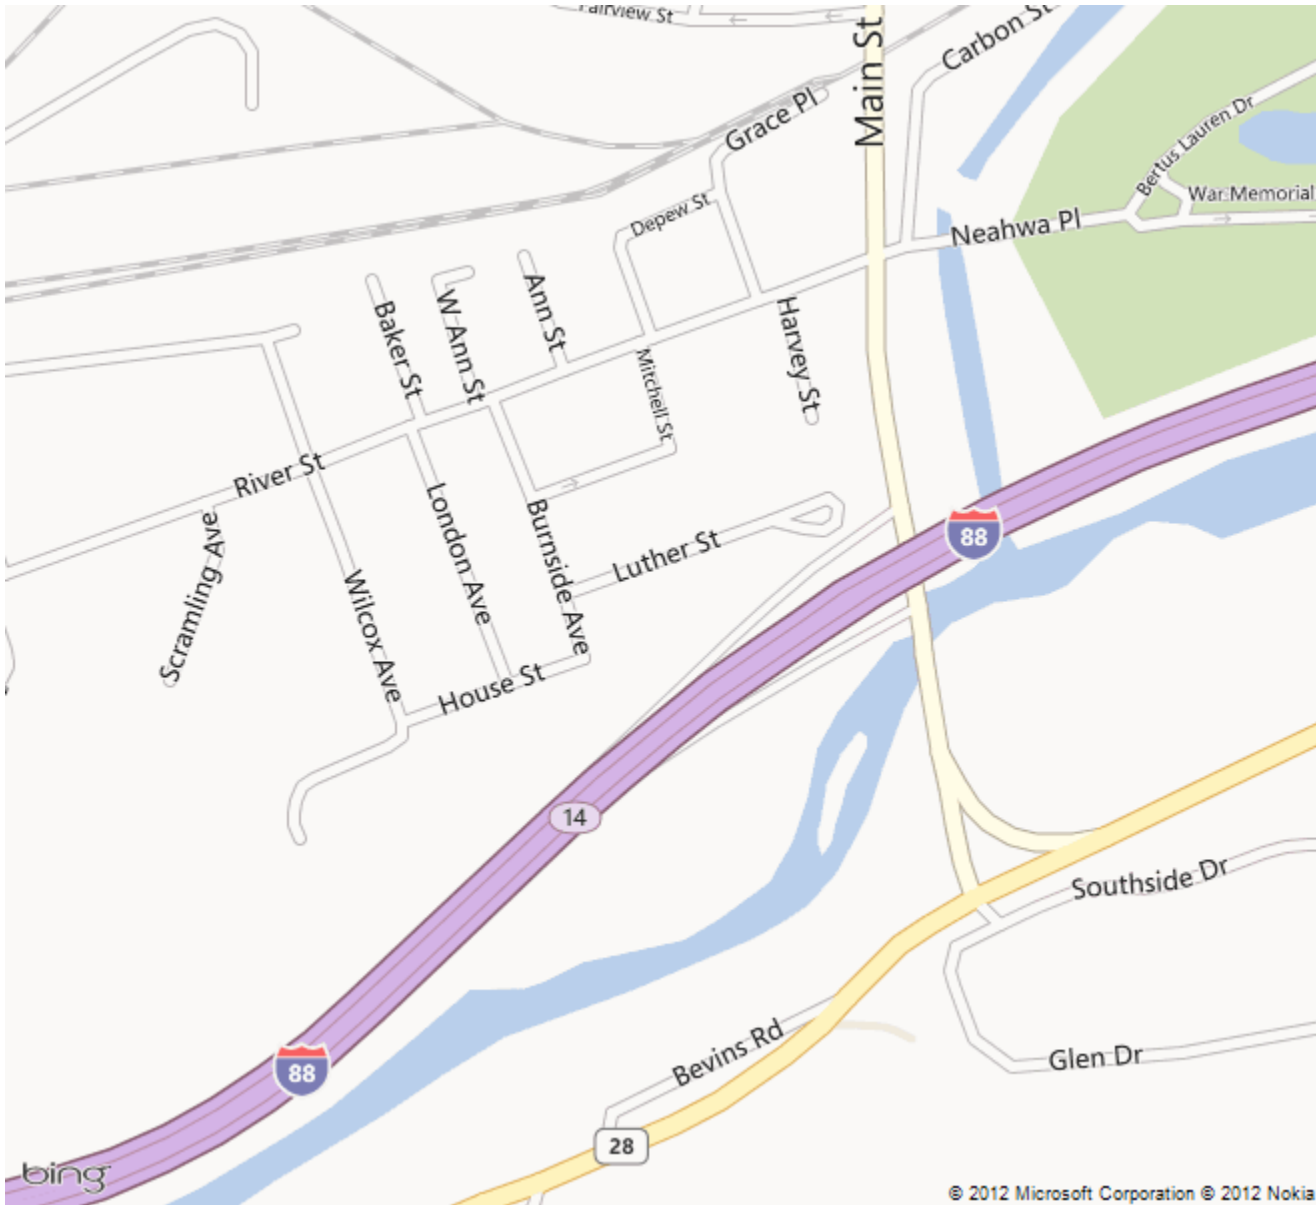 Fairview St
Main St
Carbon St
Grace Pl
Bertus Lauren Dr
War Memorial
Depew St
Neahwa Pl
Ann St
W Ann St
Baker St
Harvey St
Mitchell St
River St
London Ave
Burnside Ave
Scramling Ave
Luther St
88
Wilcox Ave
House St
14
Southside Dr
Bevins Rd
Glen Dr
88
28
bing
© 2012 Microsoft Corporation © 2012 Nokia